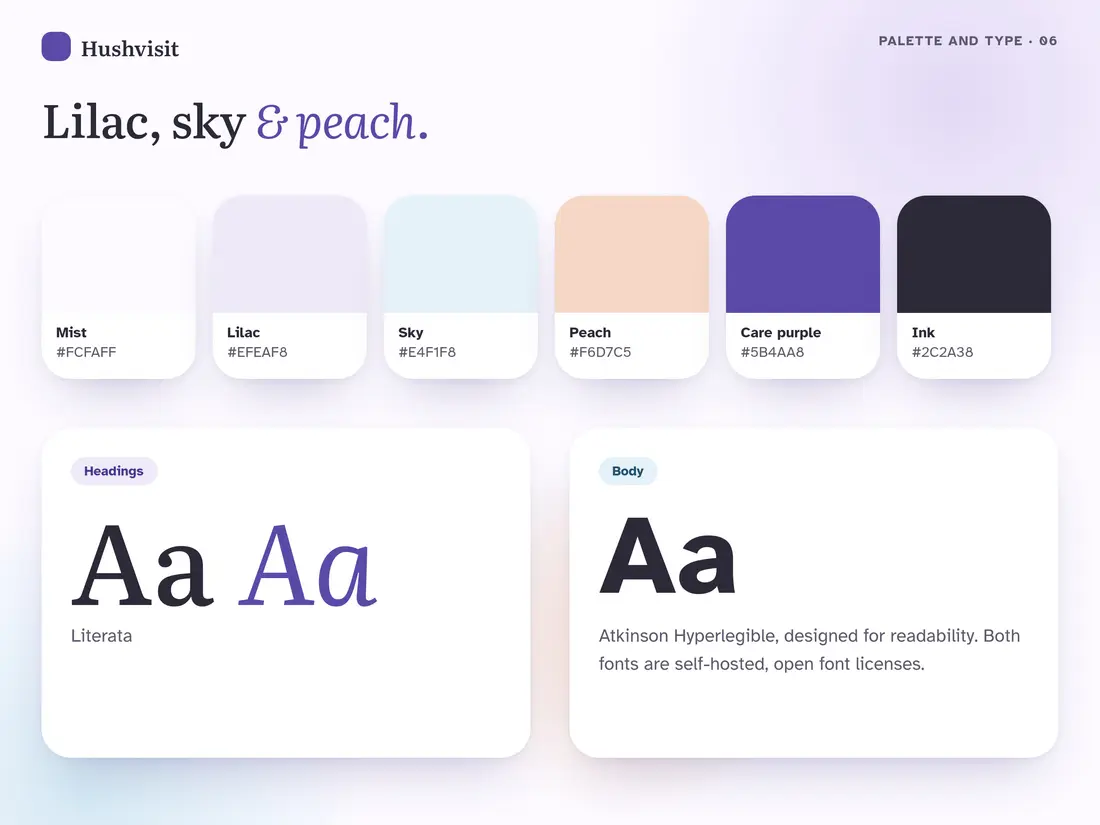 Hushvisit
PALETTE AND TYPE · 06
Lilac, sky & peach.
Mist
#FCFAFF
Lilac
#EFEAF8
Sky
#E4F1F8
Peach
#F6D7C5
Care purple
#5B4AA8
Ink
#2C2A38
Headings
Aa Aa
Literata
Body
Aa
Atkinson Hyperlegible, designed for readability. Both
fonts are self-hosted, open font licenses.